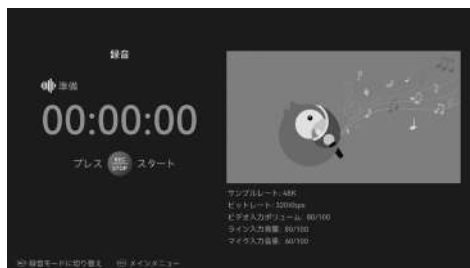 録音
準備
00:00:00
プレス REC STOP スタート
サンプルレート: 48K
ビットレート: 320Kbps
ビデオ入力ボリューム: 80/100
ライン入力音量: 80/100
マイク入力音量: 60/100
録音モードに切り替え メインメニュー